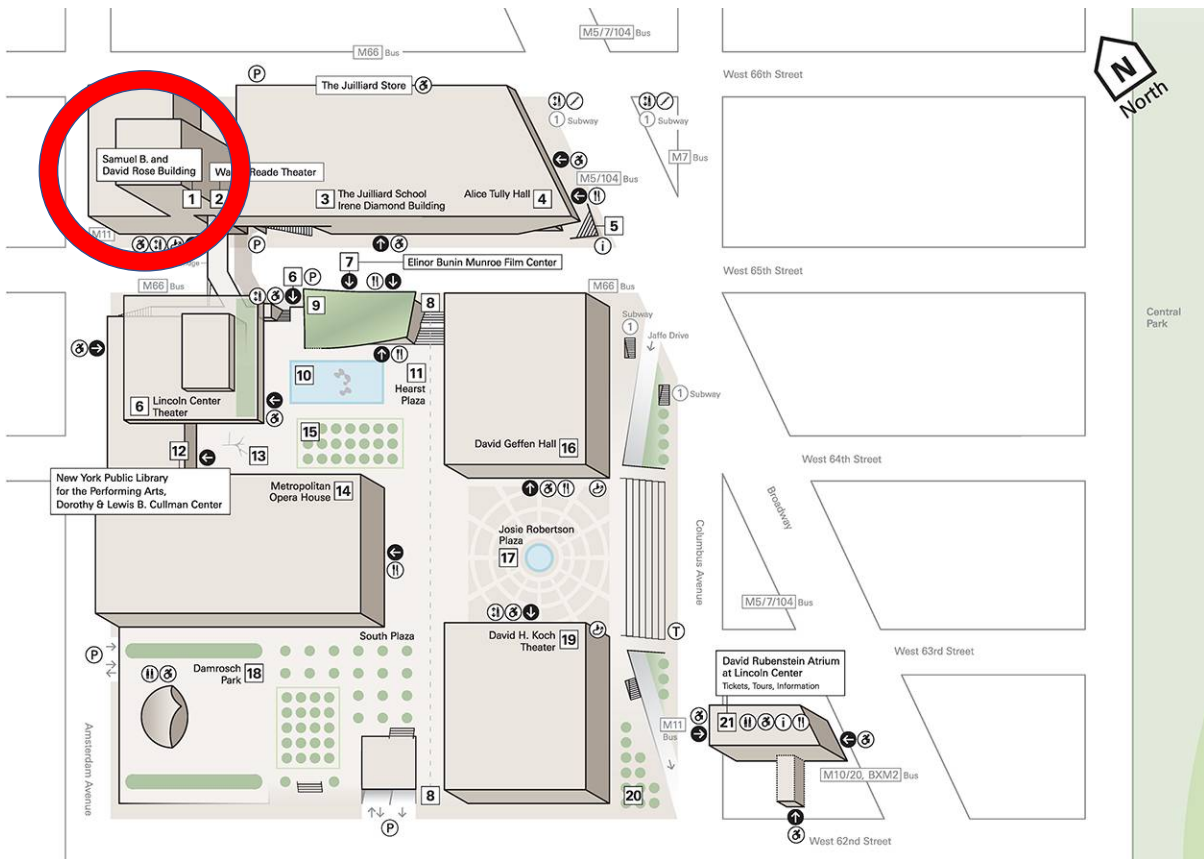 M5/7/104 Bus
M66 Bus
West 66th Street
N
North
P
The Juilliard Store
1 Subway
1 Subway
Samuel B. and
David Rose Building
Reade Theater
M7 Bus
M5/104 Bus
1
2
3 The Juilliard School
Irene Diamond Building
Alice Tully Hall 4
5
M11
P
i
7 Elinor Bunin Munroe Film Center
West 65th Street
M66 Bus
6 P
M66 Bus
9
8
Central
Park
Subway
1
Jaffe Drive
10
11
Hearst
Plaza
1 Subway
6 Lincoln Center
Theater
15
12
13
David Geffen Hall 16
West 64th Street
New York Public Library
for the Performing Arts,
Dorothy & Lewis B. Cullman Center
Metropolitan
Opera House 14
Broadway
Josie Robertson
Plaza
17
Columbus Avenue
M5/7/104 Bus
South Plaza
David H. Koch
Theater 19
T
West 63rd Street
P
Damrosch
Park 18
David Rubenstein Atrium
at Lincoln Center
Tickets, Tours, Information
21 i
M11
Bus
Amsterdam Avenue
M10/20, BXM2 Bus
8
20
P
West 62nd Street